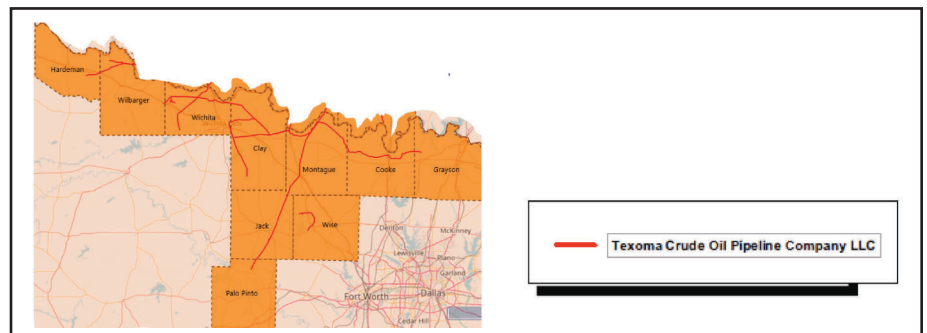 Hardeman
Wilbarger
Wichita
Clay
Montague
Cooke
Grayson
Jack
Wise
Denton
McKinney
Lewisville
Plano
Garland
Palo Pinto
Fort Worth
Dallas
Cedar Hill
Texoma Crude Oil Pipeline Company LLC